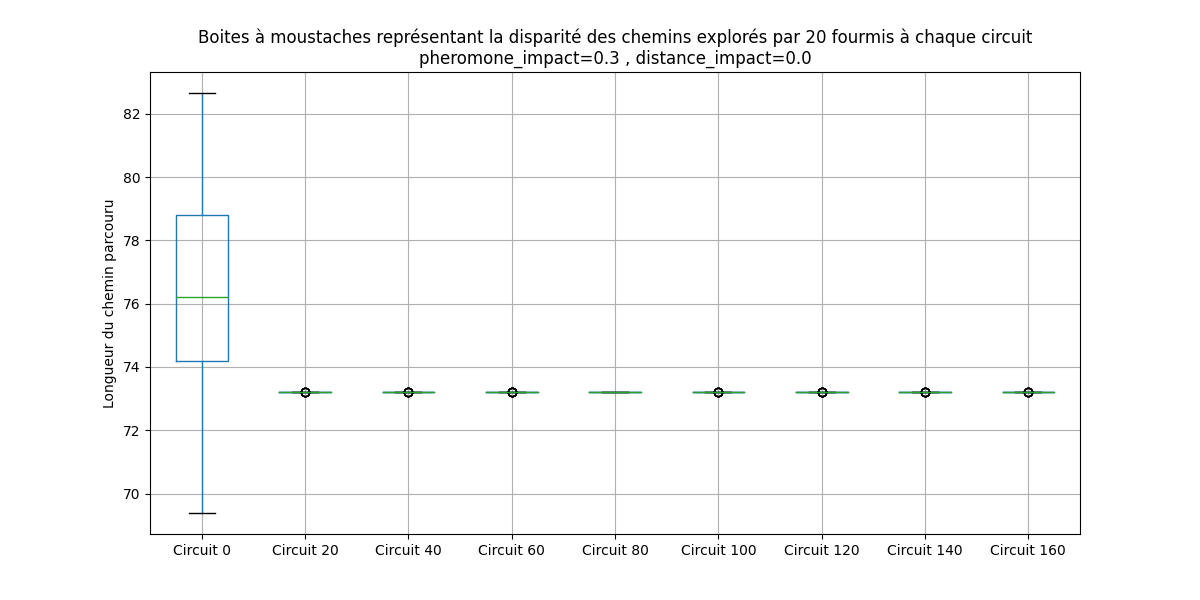 Boites à moustaches représentant la disparité des chemins explorés par 20 fourmis à chaque circuit
pheromone_impact=0.3 , distance_impact=0.0
Longueur du chemin parcouru
82
80
78
76
74
72
70
Circuit 0
Circuit 20
Circuit 40
Circuit 60
Circuit 80
Circuit 100
Circuit 120
Circuit 140
Circuit 160